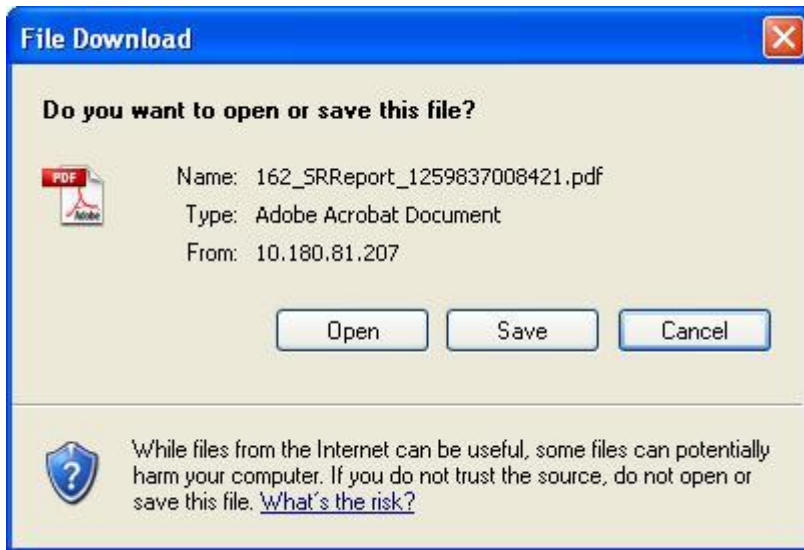 File Download
Do you want to open or save this file?
PDF
Adobe
Name: 162_SRReport_1259837008421.pdf
Type: Adobe Acrobat Document
From: 10.180.81.207
Open Save Cancel
While files from the Internet can be useful, some files can potentially
harm your computer. If you do not trust the source, do not open or
save this file. What's the risk?